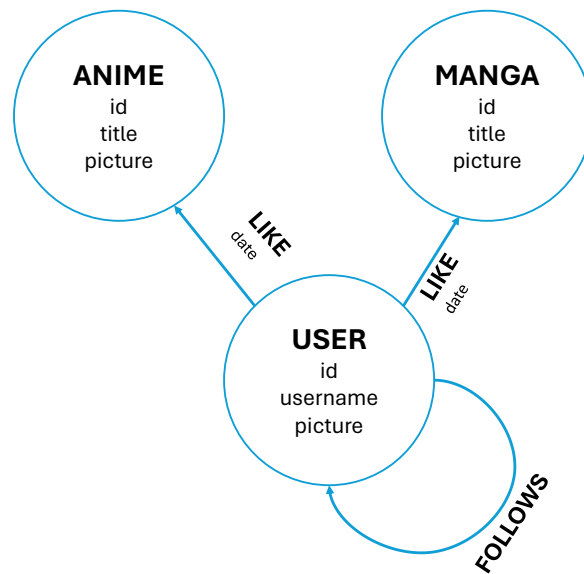 ANIME
id
title
picture
MANGA
id
title
picture
LIKE
date
LIKE
date
USER
id
username
picture
FOLLOWS